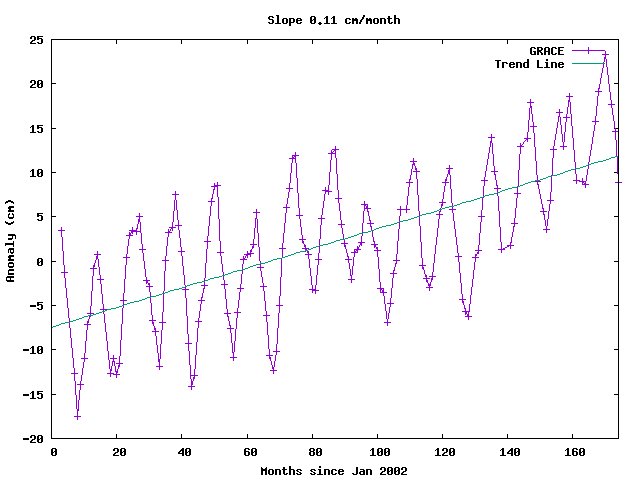 Slope 0.11 cm/month
GRACE
Trend Line
25
20
15
10
5
0
-5
-10
-15
-20
Anomaly (cm)
0 20 40 60 80 100 120 140 160
Months since Jan 2002